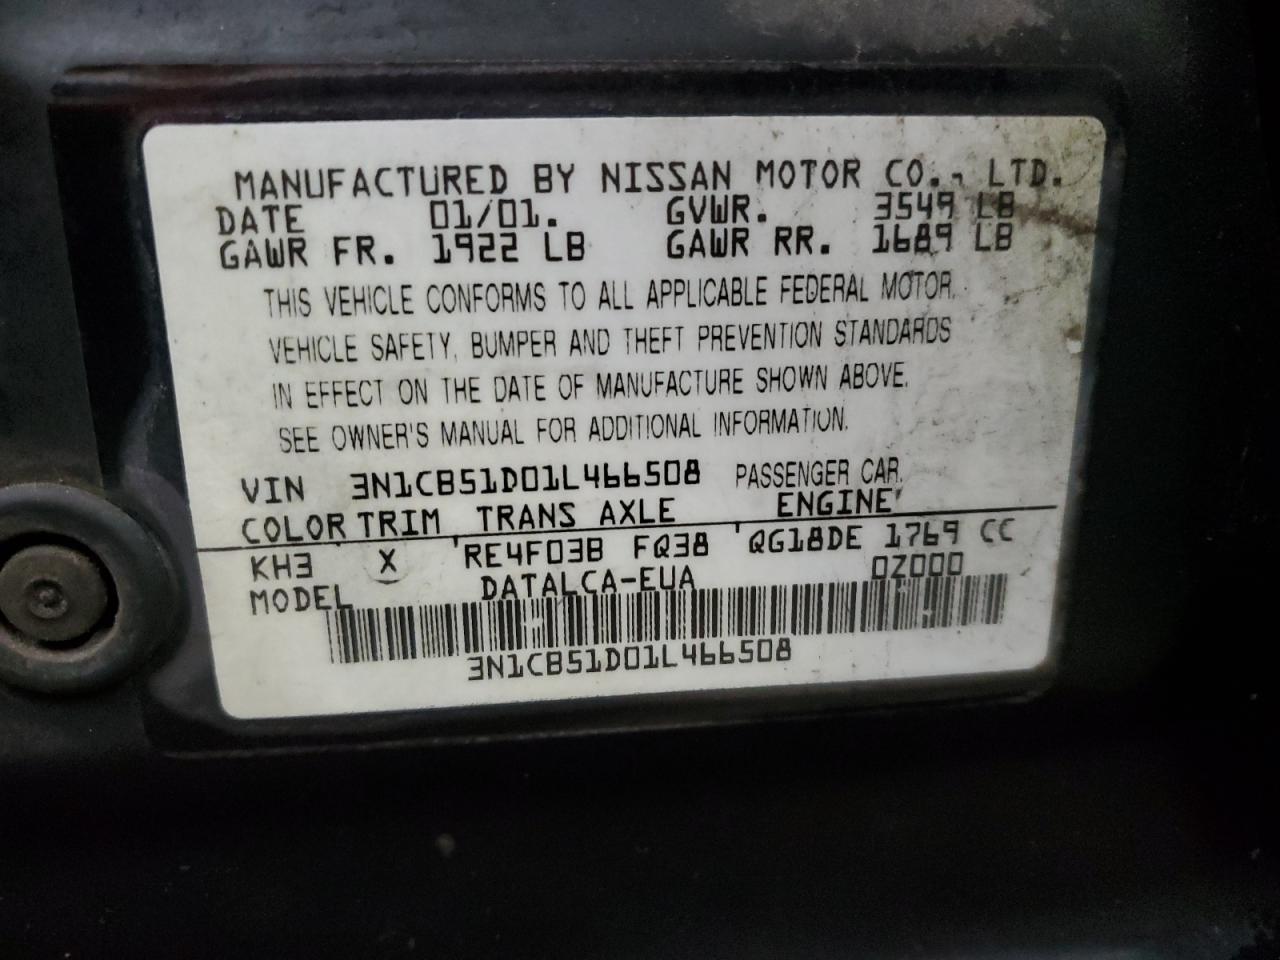 MANUFACTURED BY NISSAN MOTOR CO., LTD.
DATE 01/01. GVWR. 3549 LB
GAWR FR. 1922 LB GAWR RR. 1689 LB
THIS VEHICLE CONFORMS TO ALL APPLICABLE FEDERAL MOTOR
VEHICLE SAFETY, BUMPER AND THEFT PREVENTION STANDARDS
IN EFFECT ON THE DATE OF MANUFACTURE SHOWN ABOVE.
SEE OWNER'S MANUAL FOR ADDITIONAL INFORMATION.
VIN 3N1CB51D01L466508 PASSENGER CAR.
COLOR TRIM TRANS AXLE ENGINE
KH3 X RE4F03B FQ38 QG18DE 1769 CC
MODEL DATALCA-EUA 0Z000
3N1CB51D01L466508